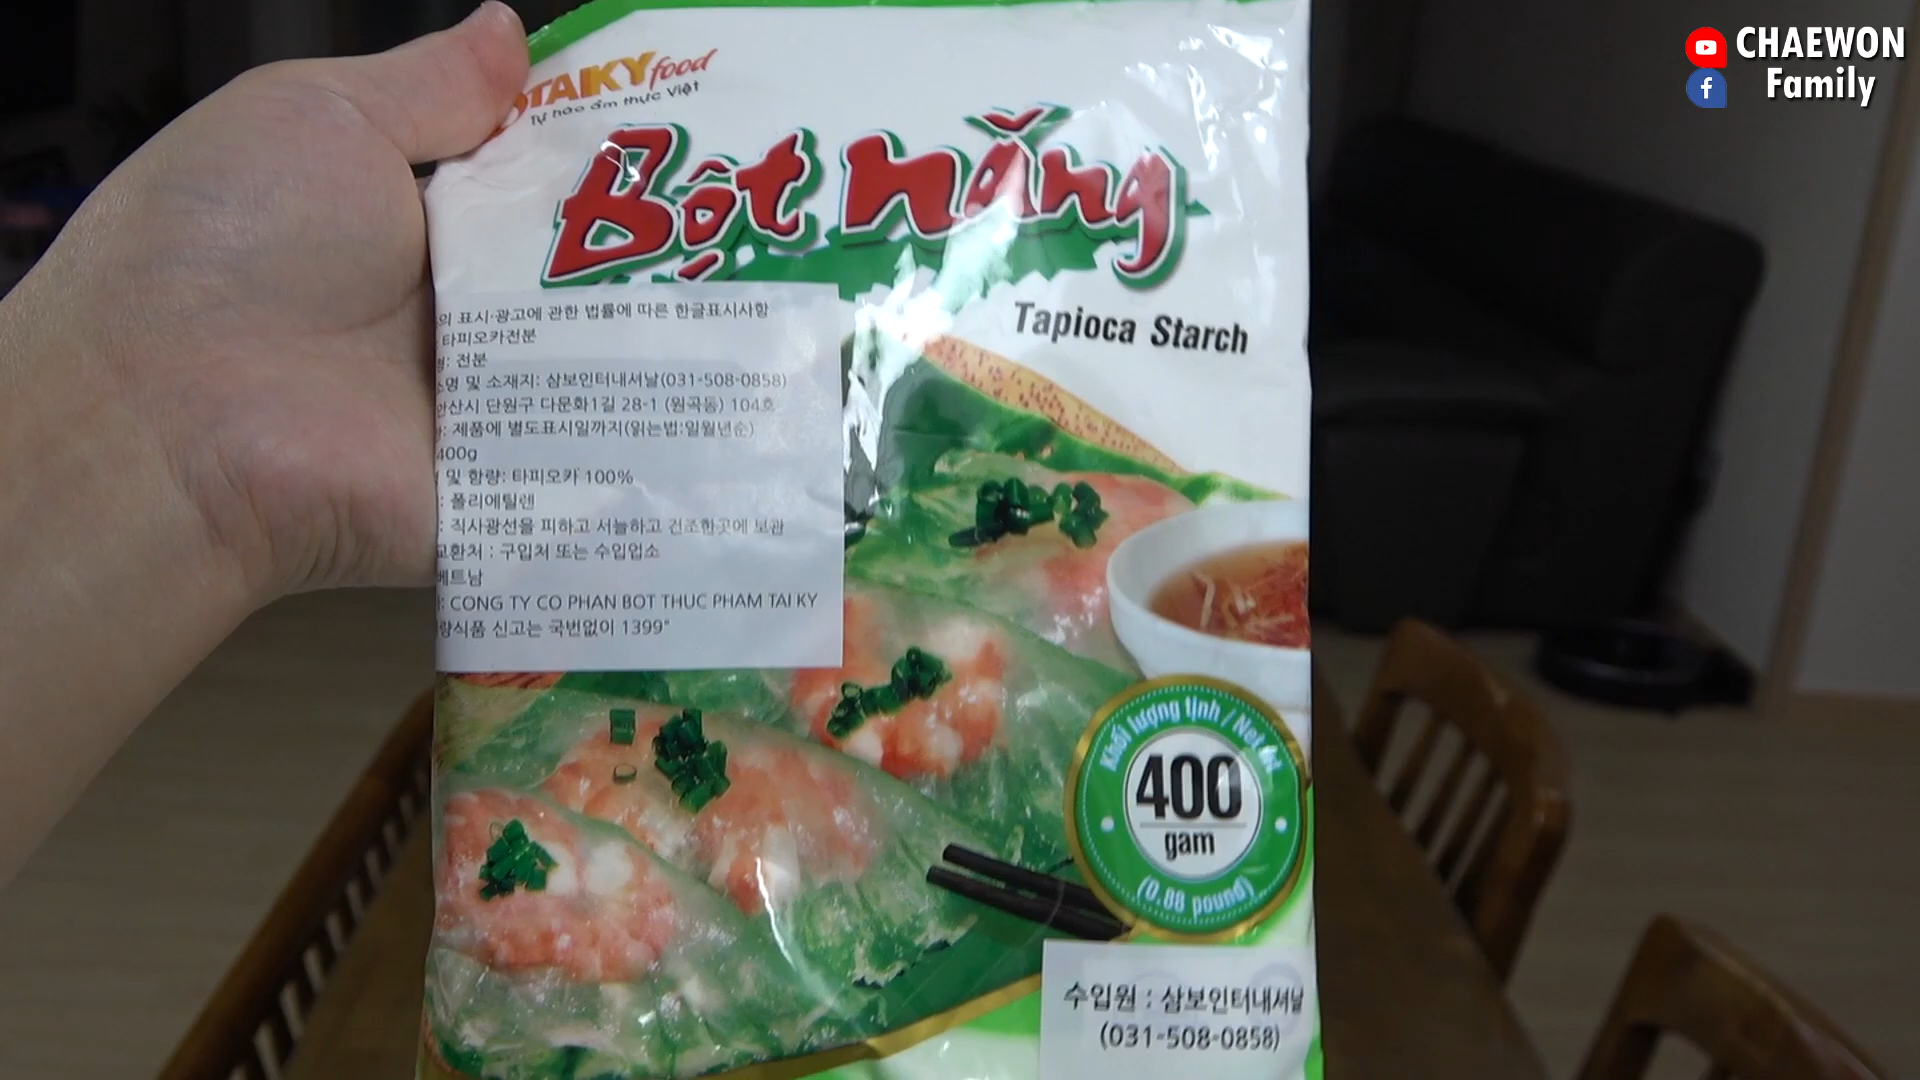 CHAEWON
Family
TAIKY food
Tự hào ẩm thực Việt
Bột năng
Tapioca Starch
의 표시·광고에 관한 법률에 따른 한글표시사항
타피오카전분
: 전분
소명 및 소재지: 삼보인터내셔날(031-508-0858)
안산시 단원구 다문화1길 28-1 (원곡동) 104호
: 제품에 별도표시일까지(읽는법:일월년순)
400g
및 함량: 타피오카 100%
: 폴리에틸렌
: 직사광선을 피하고 서늘하고 건조한곳에 보관
교환처 : 구입처 또는 수입업소
베트남
: CONG TY CO PHAN BOT THUC PHAM TAI KY
량식품 신고는 국번없이 1399"
Khối lượng tịnh / Net
400
gam
(0.88 pound)
수입원 : 삼보인터내셔날
(031-508-0858)